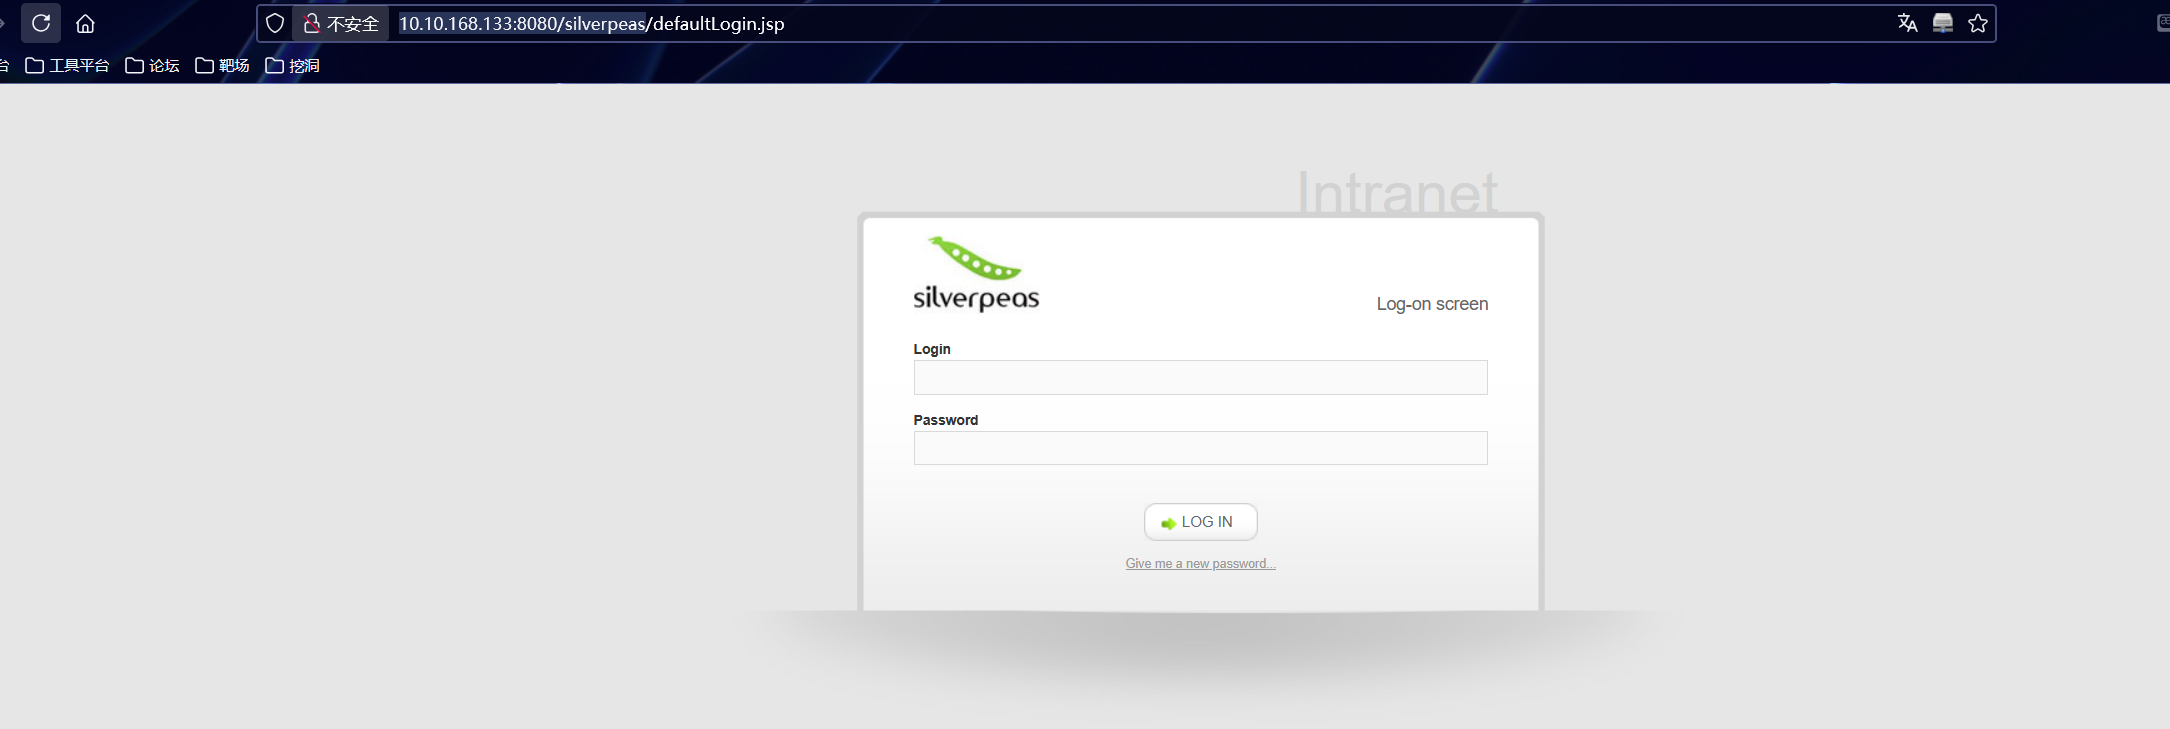 不安全 10.10.168.133:8080/silverpeas/defaultLogin.jsp
台 工具平台 论坛 靶场 挖洞
Intranet
silverpeas
Log-on screen
Login
Password
LOG IN
Give me a new password...